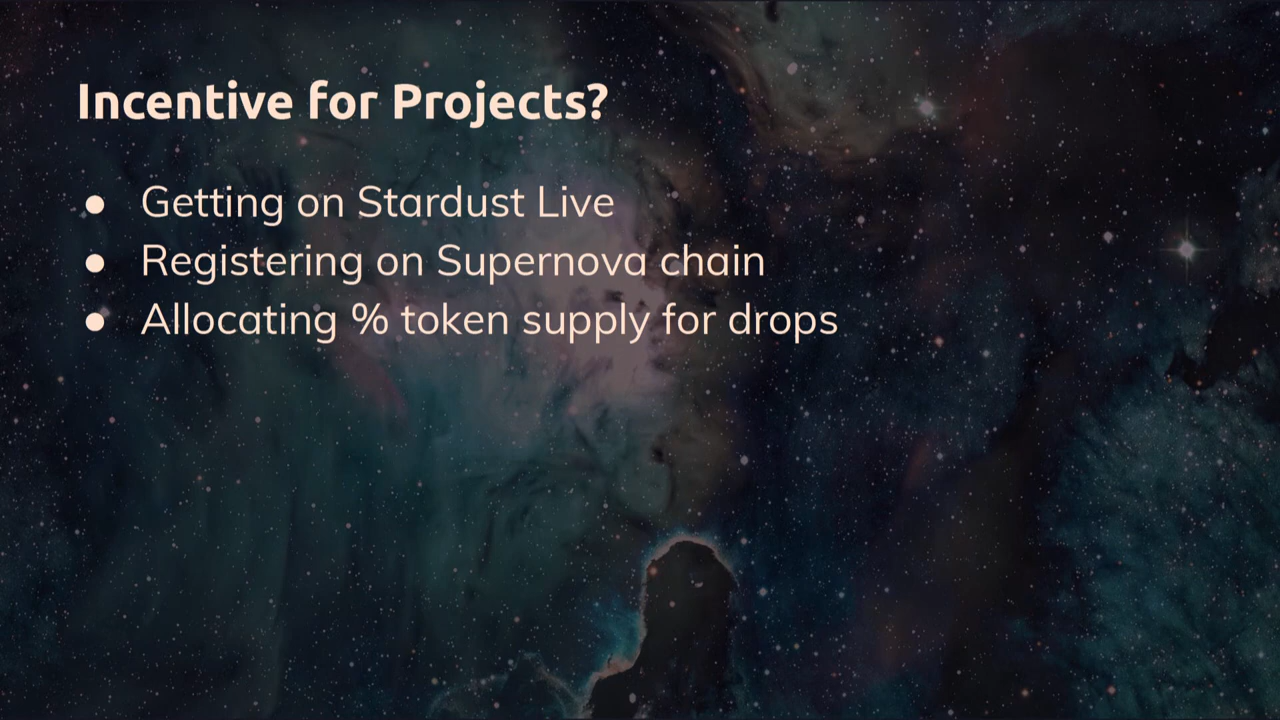 Incentive for Projects?
● Getting on Stardust Live
● Registering on Supernova chain
● Allocating % token supply for drops